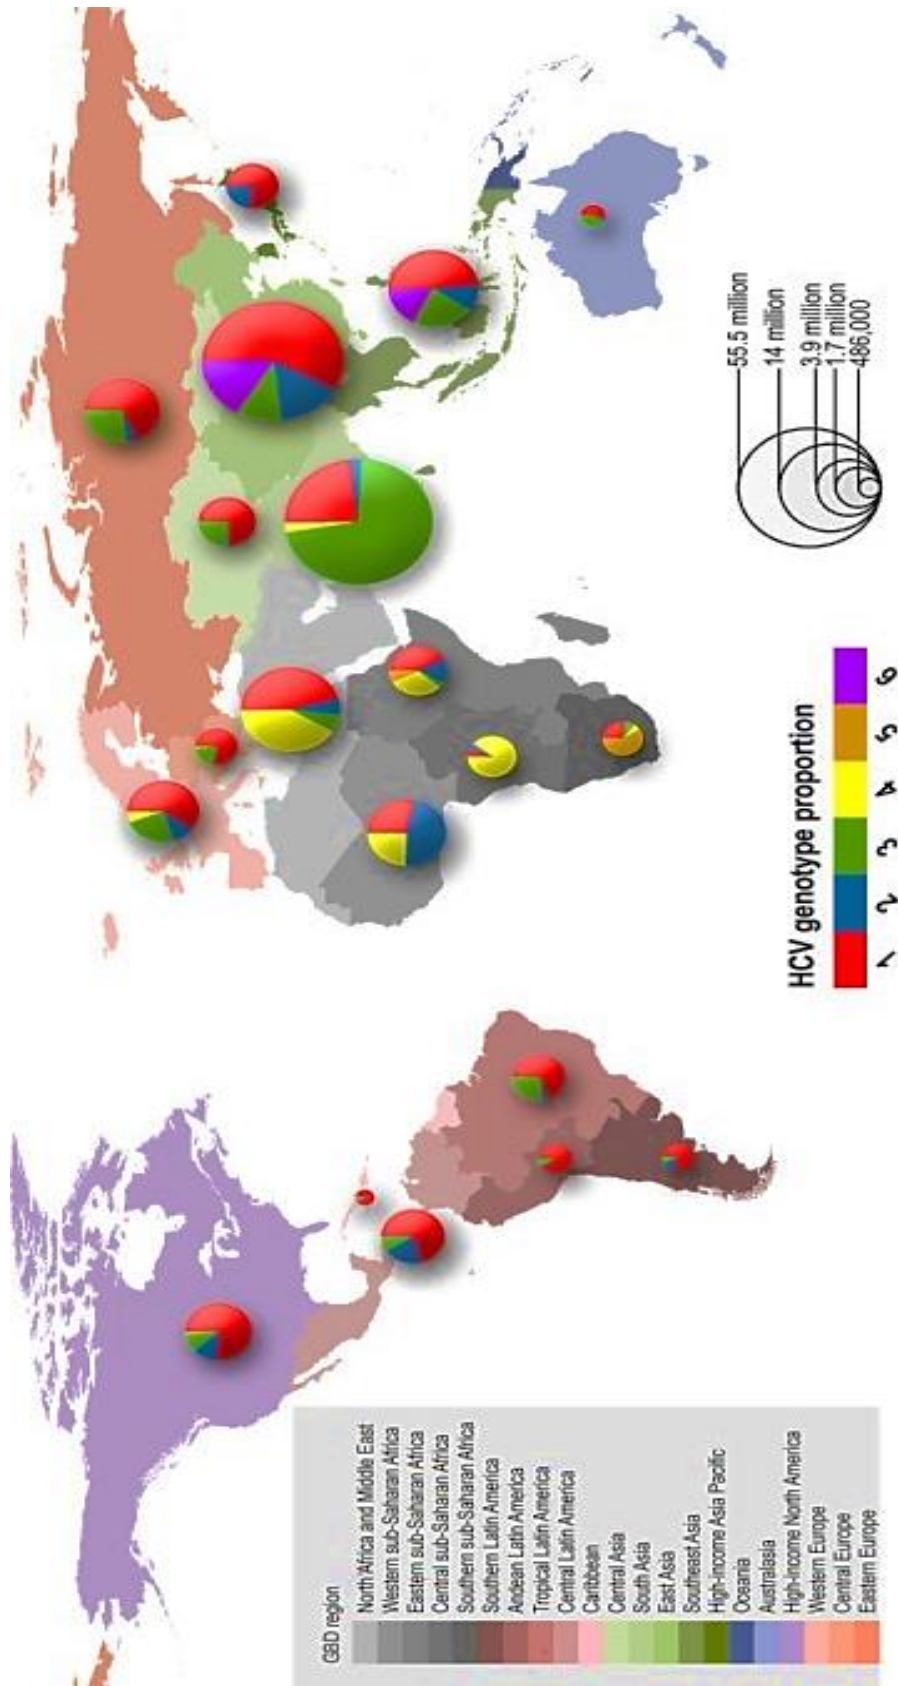 GBD region
North Africa and Middle East
Western sub-Saharan Africa
Eastern sub-Saharan Africa
Central sub-Saharan Africa
Southern sub-Saharan Africa
Southern Latin America
Andean Latin America
Tropical Latin America
Central Latin America
Caribbean
Central Asia
South Asia
East Asia
Southeast Asia
High-income Asia Pacific
Oceania
Australasia
High-income North America
Western Europe
Central Europe
Eastern Europe
HCV genotype proportion
1 2 3 4 5 6
55.5 million
14 million
3.9 million
1.7 million
486,000